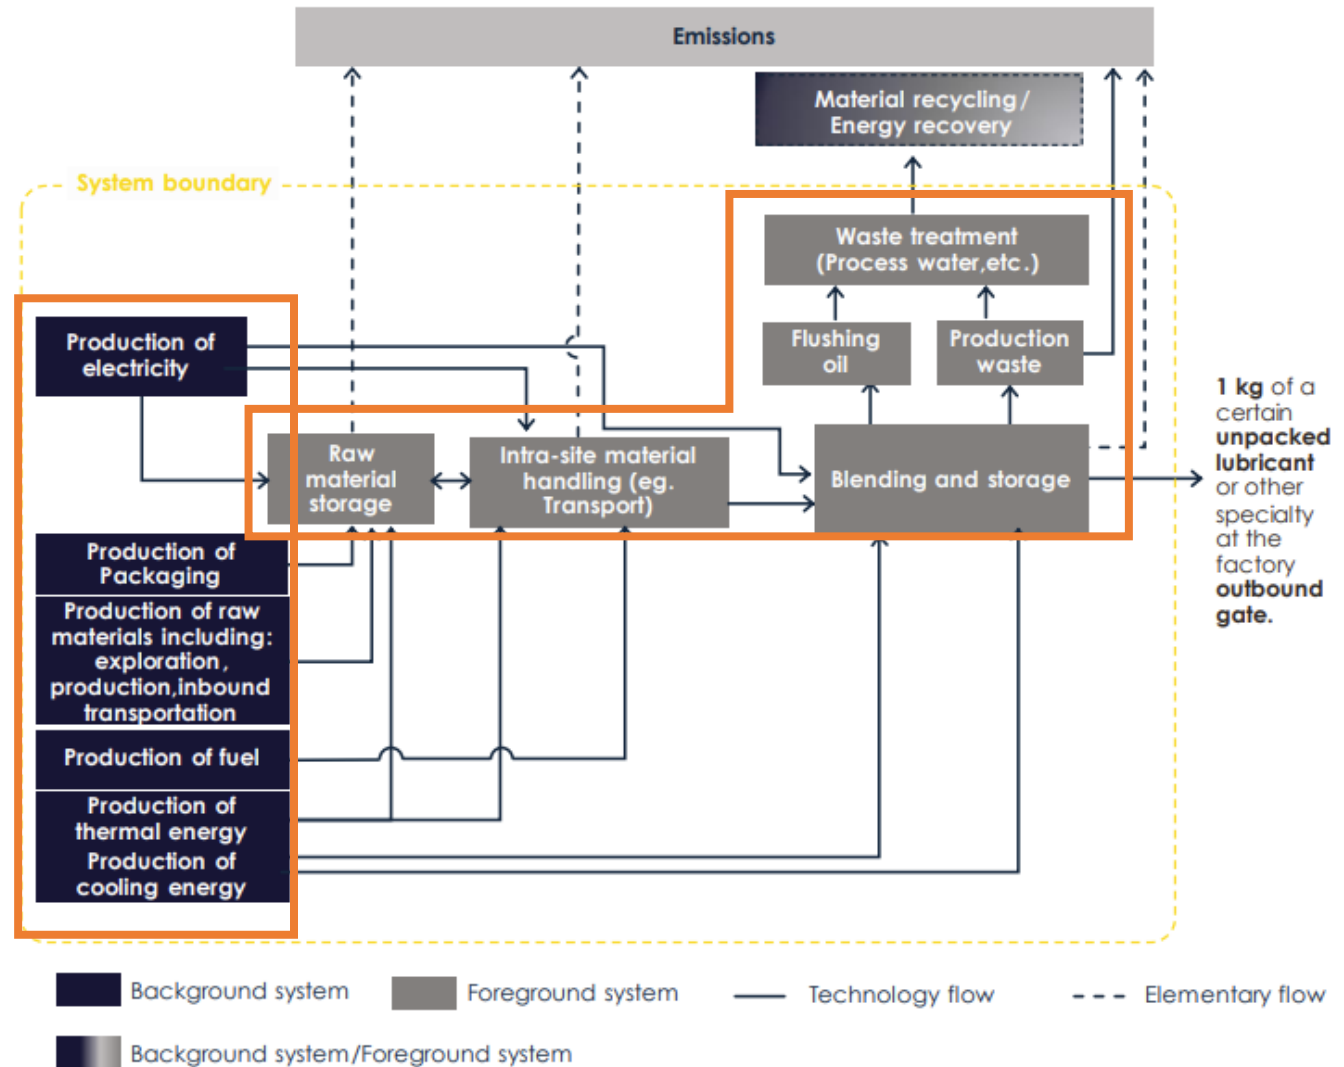 Emissions
Material recycling/
Energy recovery
System boundary
Waste treatment
(Process water,etc.)
Production of
electricity
Flushing
oil
Production
waste
1 kg of a
certain
unpacked
lubricant
or other
specialty
at the
factory
outbound
gate.
Raw
material
storage
Intra-site material
handling (eg.
Transport)
Blending and storage
Production of
Packaging
Production of raw
materials including:
exploration,
production,inbound
transportation
Production of fuel
Production of
thermal energy
Production of
cooling energy
Background system
Foreground system
Technology flow
Elementary flow
Background system/Foreground system